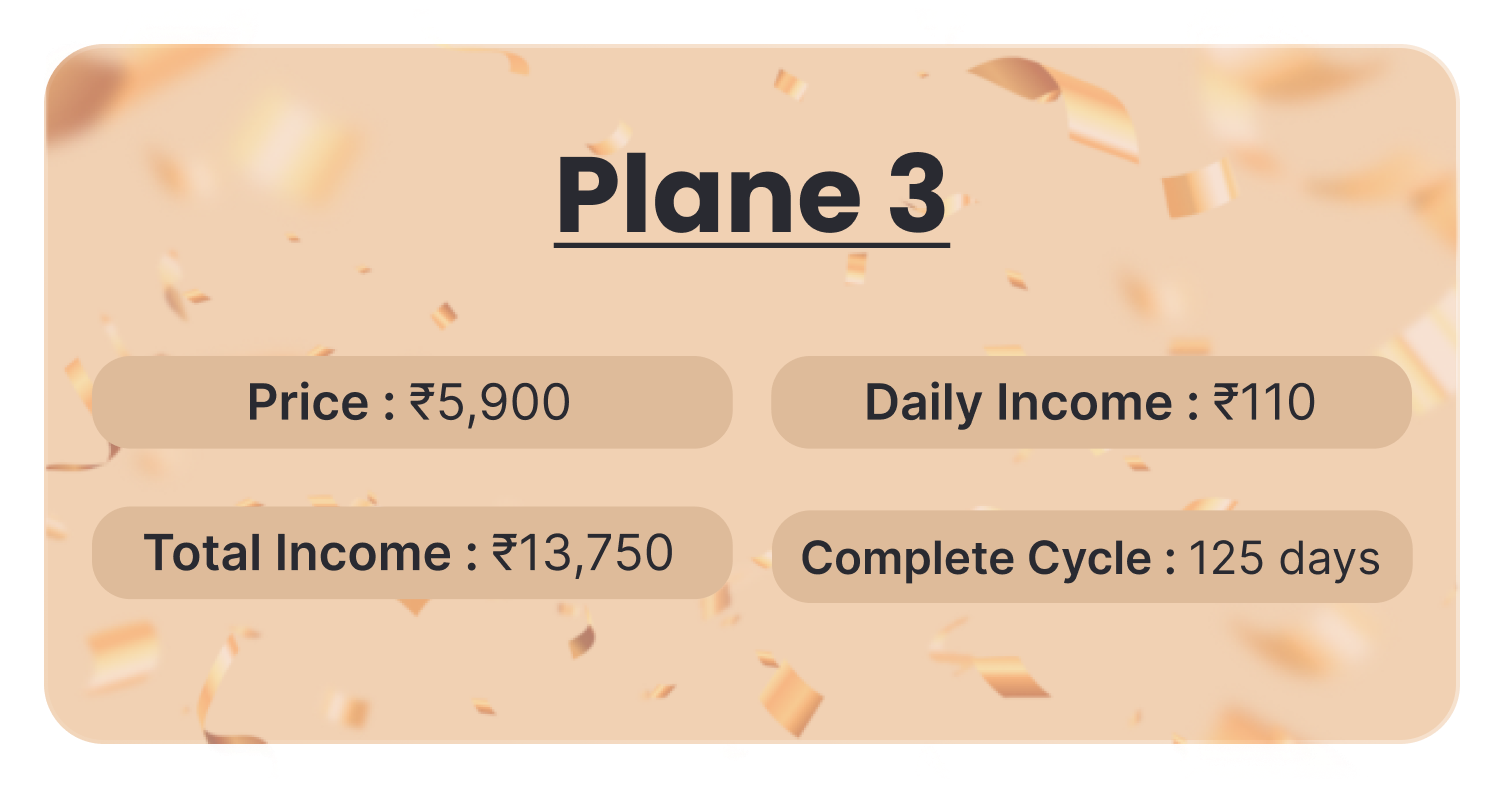 Plane 3
Price : ₹5,900
Daily Income : ₹110
Total Income : ₹13,750
Complete Cycle : 125 days